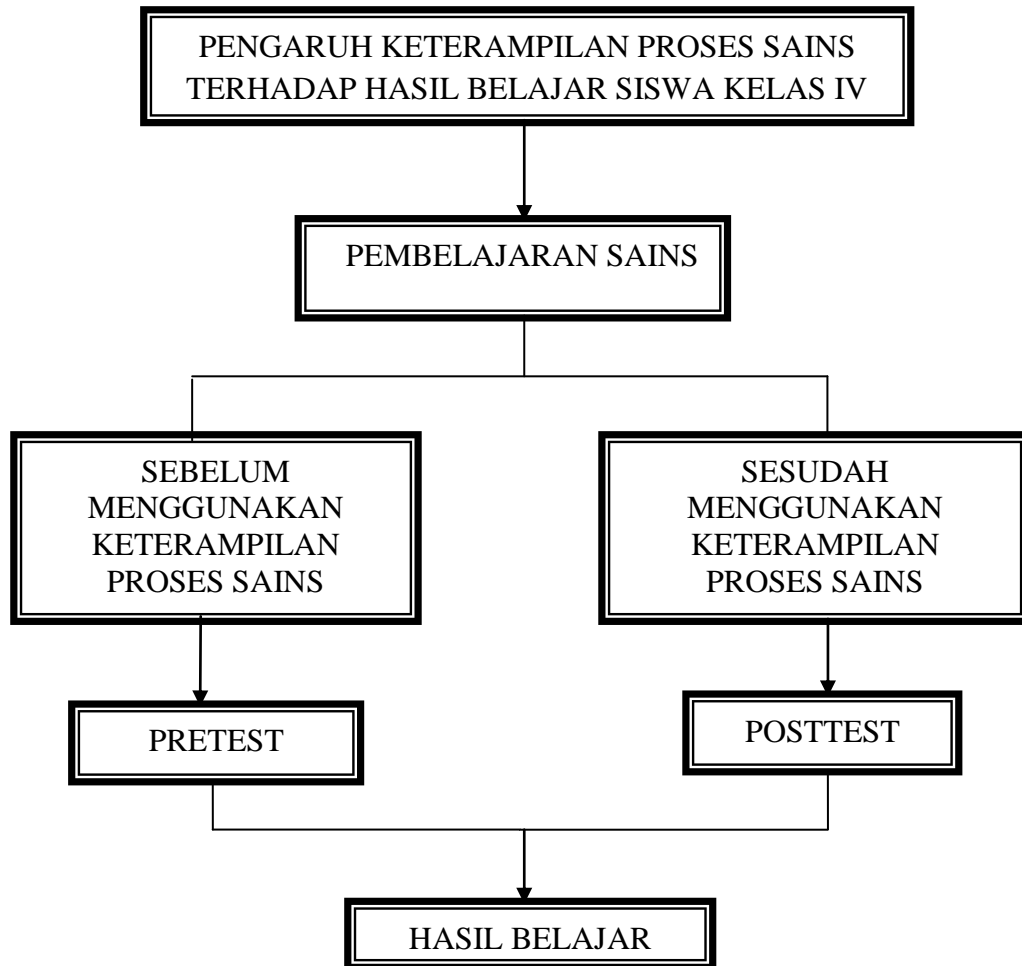 PENGARUH KETERAMPILAN PROSES SAINS
TERHADAP HASIL BELAJAR SISWA KELAS IV
PEMBELAJARAN SAINS
SEBELUM
MENGGUNAKAN
KETERAMPILAN
PROSES SAINS
SESUDAH
MENGGUNAKAN
KETERAMPILAN
PROSES SAINS
PRETEST
POSTTEST
HASIL BELAJAR